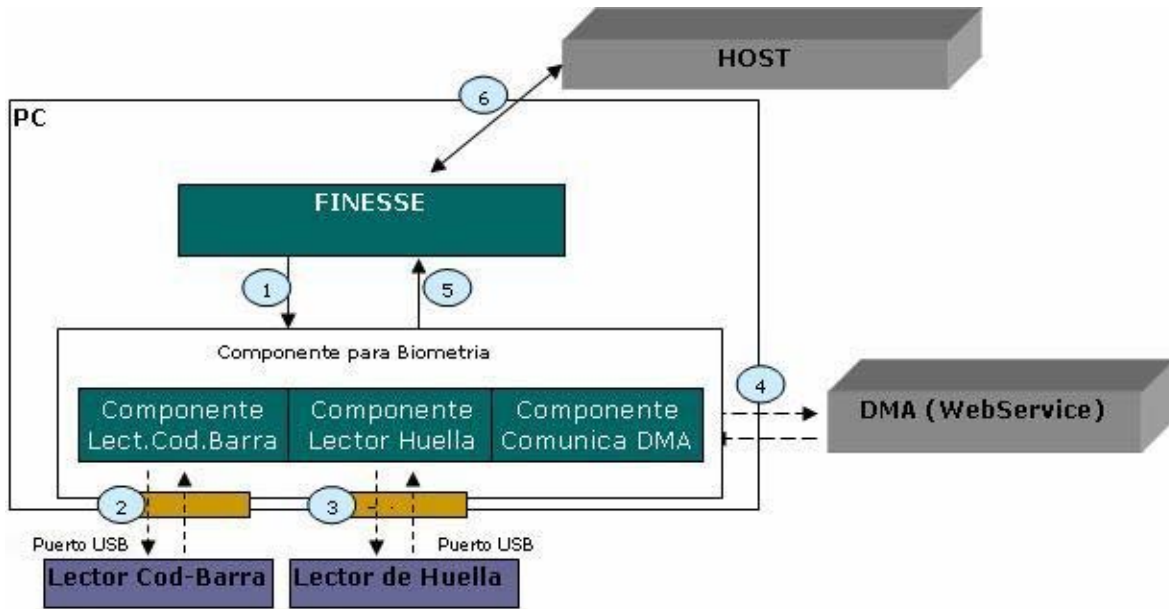 HOST
6
PC
FINESSE
1
5
Componente para Biometria
4
Componente
Lect.Cod.Barra
Componente
Lector Huella
Componente
Comunica DMA
DMA (WebService)
2
3
Puerto USB
Puerto USB
Lector Cod-Barra
Lector de Huella